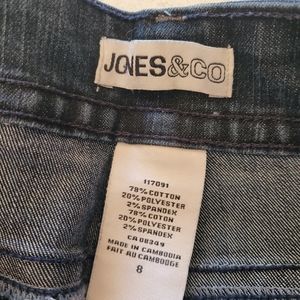 JONES&CO
117091
78% COTTON
20% POLYESTER
2% SPANDEX
78% COTON
20% POLYESTER
2% SPANDEX
CA 08349
MADE IN CAMBODIA
FAIT AU CAMBODGE
8